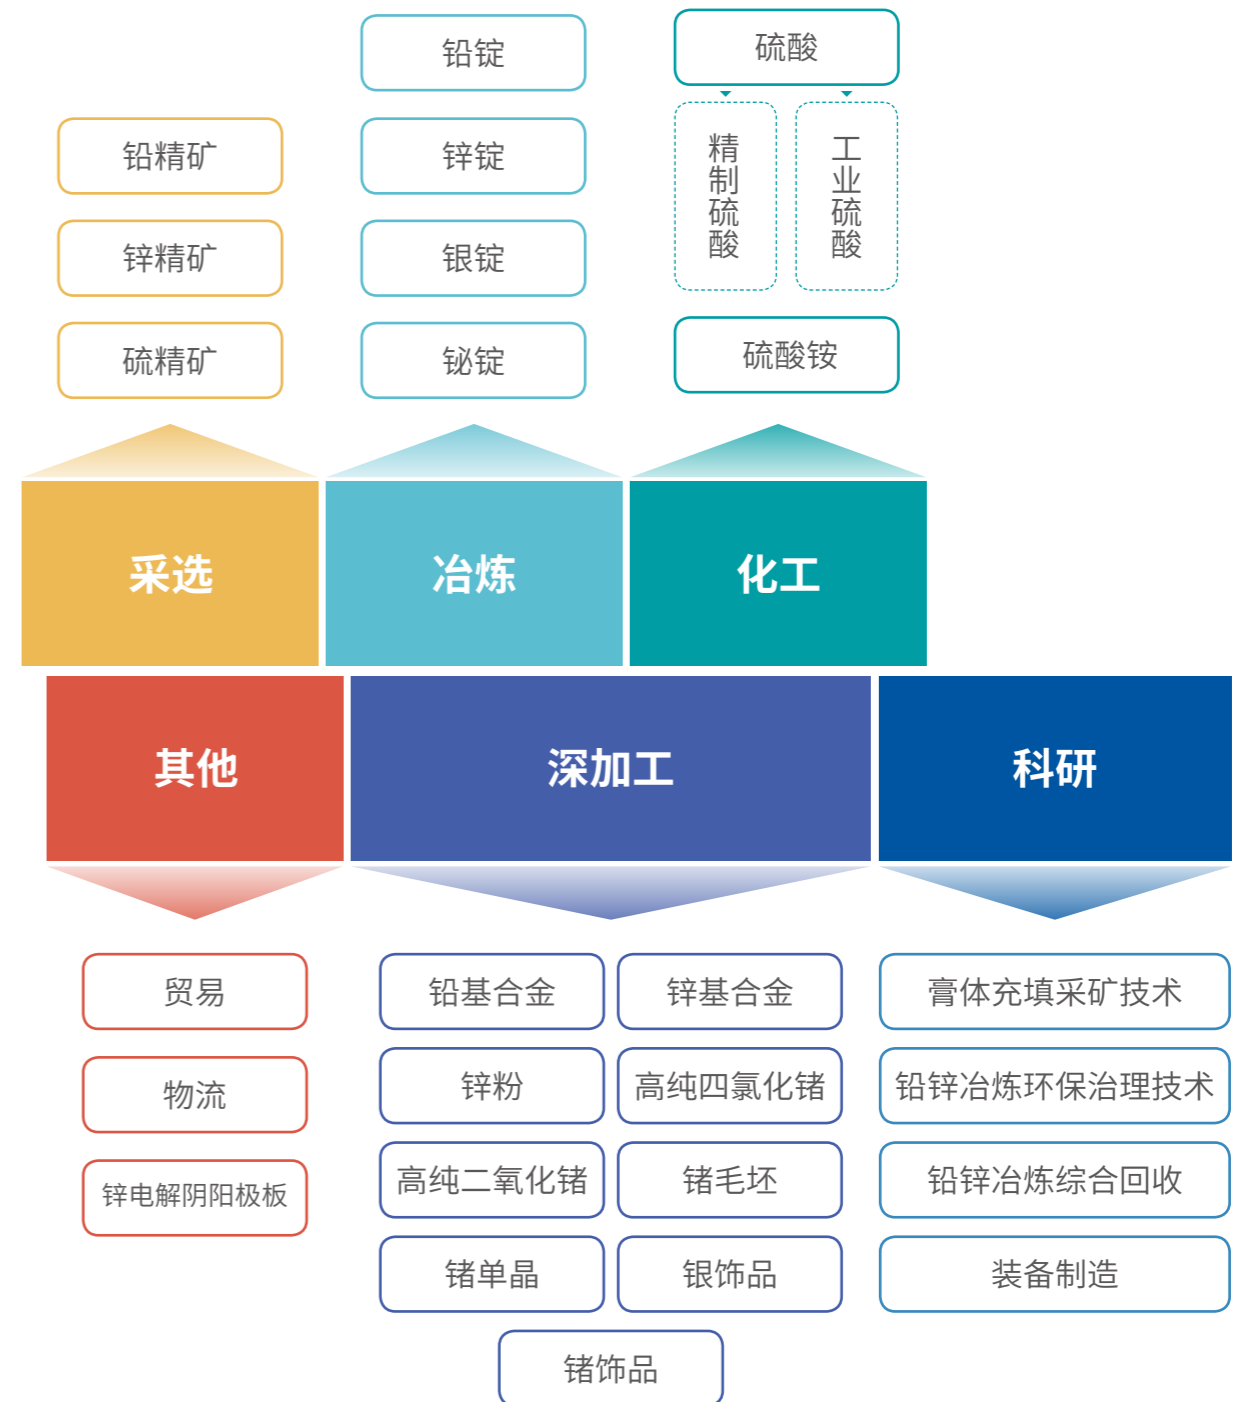 铅精矿
锌精矿
硫精矿
铅锭
锌锭
银锭
铋锭
硫酸
精制硫酸
工业硫酸
硫酸铵
采选
冶炼
化工
其他
深加工
科研
贸易
物流
锌电解阴阳极板
铅基合金
锌基合金
锌粉
高纯四氯化锗
高纯二氧化锗
锗毛坯
锗单晶
银饰品
锗饰品
膏体充填采矿技术
铅锌冶炼环保治理技术
铅锌冶炼综合回收
装备制造